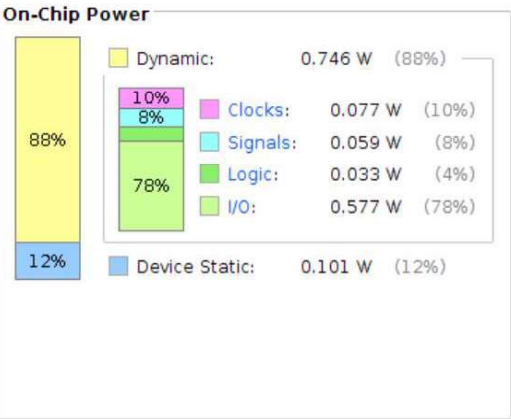 On-Chip Power
88%
12%
Dynamic: 0.746 W (88%)
10%
8%
78%
Clocks: 0.077 W (10%)
Signals: 0.059 W (8%)
Logic: 0.033 W (4%)
I/O: 0.577 W (78%)
Device Static: 0.101 W (12%)